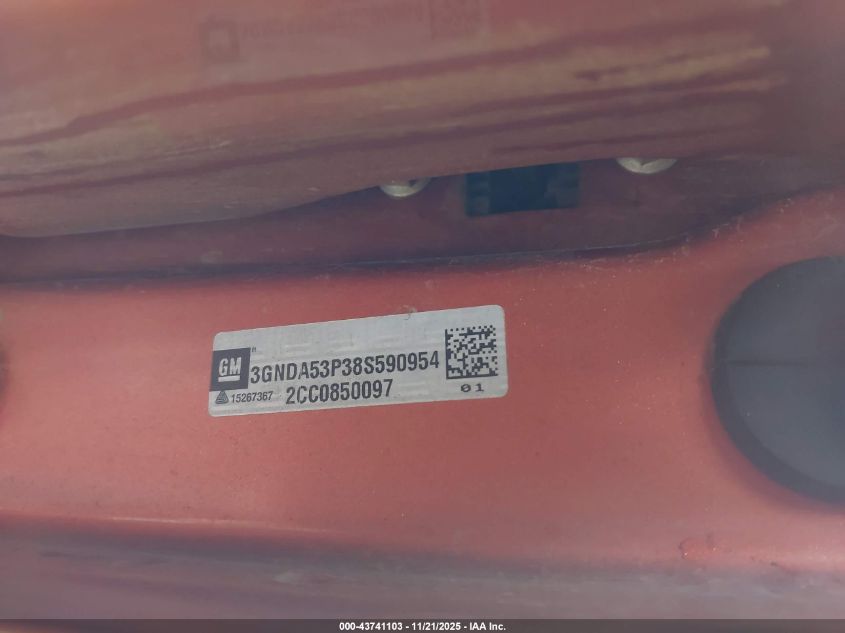 GM ® 3GNDA53P38S590954
15267367 2CC0850097 01
000-43741103 - 11/21/2025 - IAA Inc.